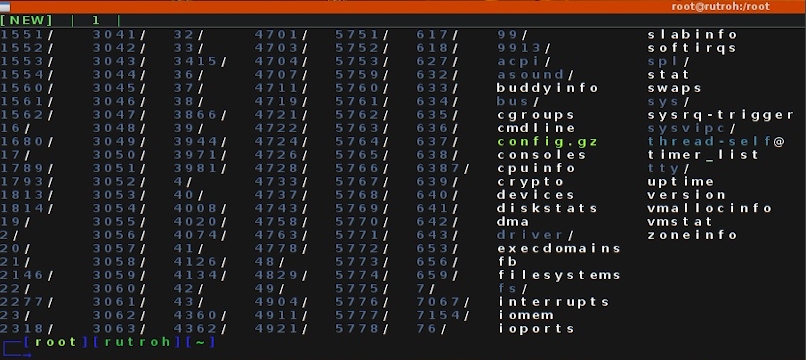 root@rutroh:/root
[NEW] | 1 |
1551/ 3041/ 32/ 4701/ 5751/ 617/ 99/ slabinfo
1552/ 3042/ 33/ 4703/ 5752/ 618/ 9913/ softirqs
1553/ 3043/ 3415/ 4704/ 5753/ 627/ acpi/ spl/
1554/ 3044/ 36/ 4707/ 5759/ 632/ asound/ stat
1560/ 3045/ 37/ 4711/ 5760/ 633/ buddyinfo swaps
1561/ 3046/ 38/ 4719/ 5761/ 634/ bus/ sys/
1562/ 3047/ 3866/ 4721/ 5762/ 635/ cgroups sysrq-trigger
16/ 3048/ 39/ 4722/ 5763/ 636/ cmdline sysvipc/
1680/ 3049/ 3944/ 4724/ 5764/ 637/ config.gz thread-self@
17/ 3050/ 3971/ 4726/ 5765/ 638/ consoles timer_list
1789/ 3051/ 3981/ 4728/ 5766/ 6387/ cpuinfo tty/
1793/ 3052/ 4/ 4733/ 5767/ 639/ crypto uptime
1813/ 3053/ 40/ 4737/ 5768/ 640/ devices version
1814/ 3054/ 4008/ 4743/ 5769/ 641/ diskstats vmallocinfo
19/ 3055/ 4020/ 4758/ 5770/ 642/ dma vmstat
2/ 3056/ 4074/ 4763/ 5771/ 643/ driver/ zoneinfo
20/ 3057/ 41/ 4778/ 5772/ 653/ execdomains
21/ 3058/ 4126/ 48/ 5773/ 656/ fb
2146/ 3059/ 4134/ 4829/ 5774/ 659/ filesystems
22/ 3060/ 42/ 49/ 5775/ 7/ fs/
2277/ 3061/ 43/ 4904/ 5776/ 7067/ interrupts
23/ 3062/ 4360/ 4911/ 5777/ 7154/ iomem
2318/ 3063/ 4362/ 4921/ 5778/ 76/ ioports
[root][rutroh][~]